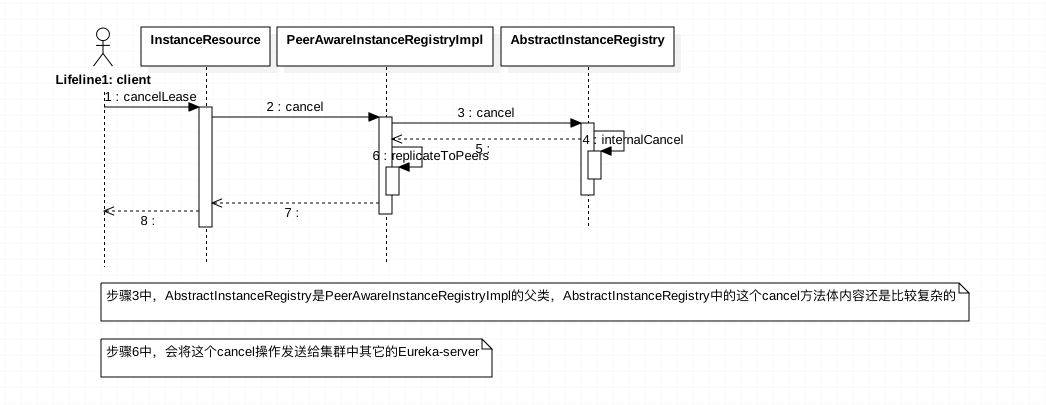 InstanceResource
PeerAwareInstanceRegistryImpl
AbstractInstanceRegistry
Lifeline1: client
1 : cancelLease
2 : cancel
3 : cancel
4 : internalCancel
5 :
6 : replicateToPeers
7 :
8 :
步骤3中，AbstractInstanceRegistry是PeerAwareInstanceRegistryImpl的父类，AbstractInstanceRegistry中的这个cancel方法体内容还是比较复杂的
步骤6中，会将这个cancel操作发送给集群中其它的Eureka-server